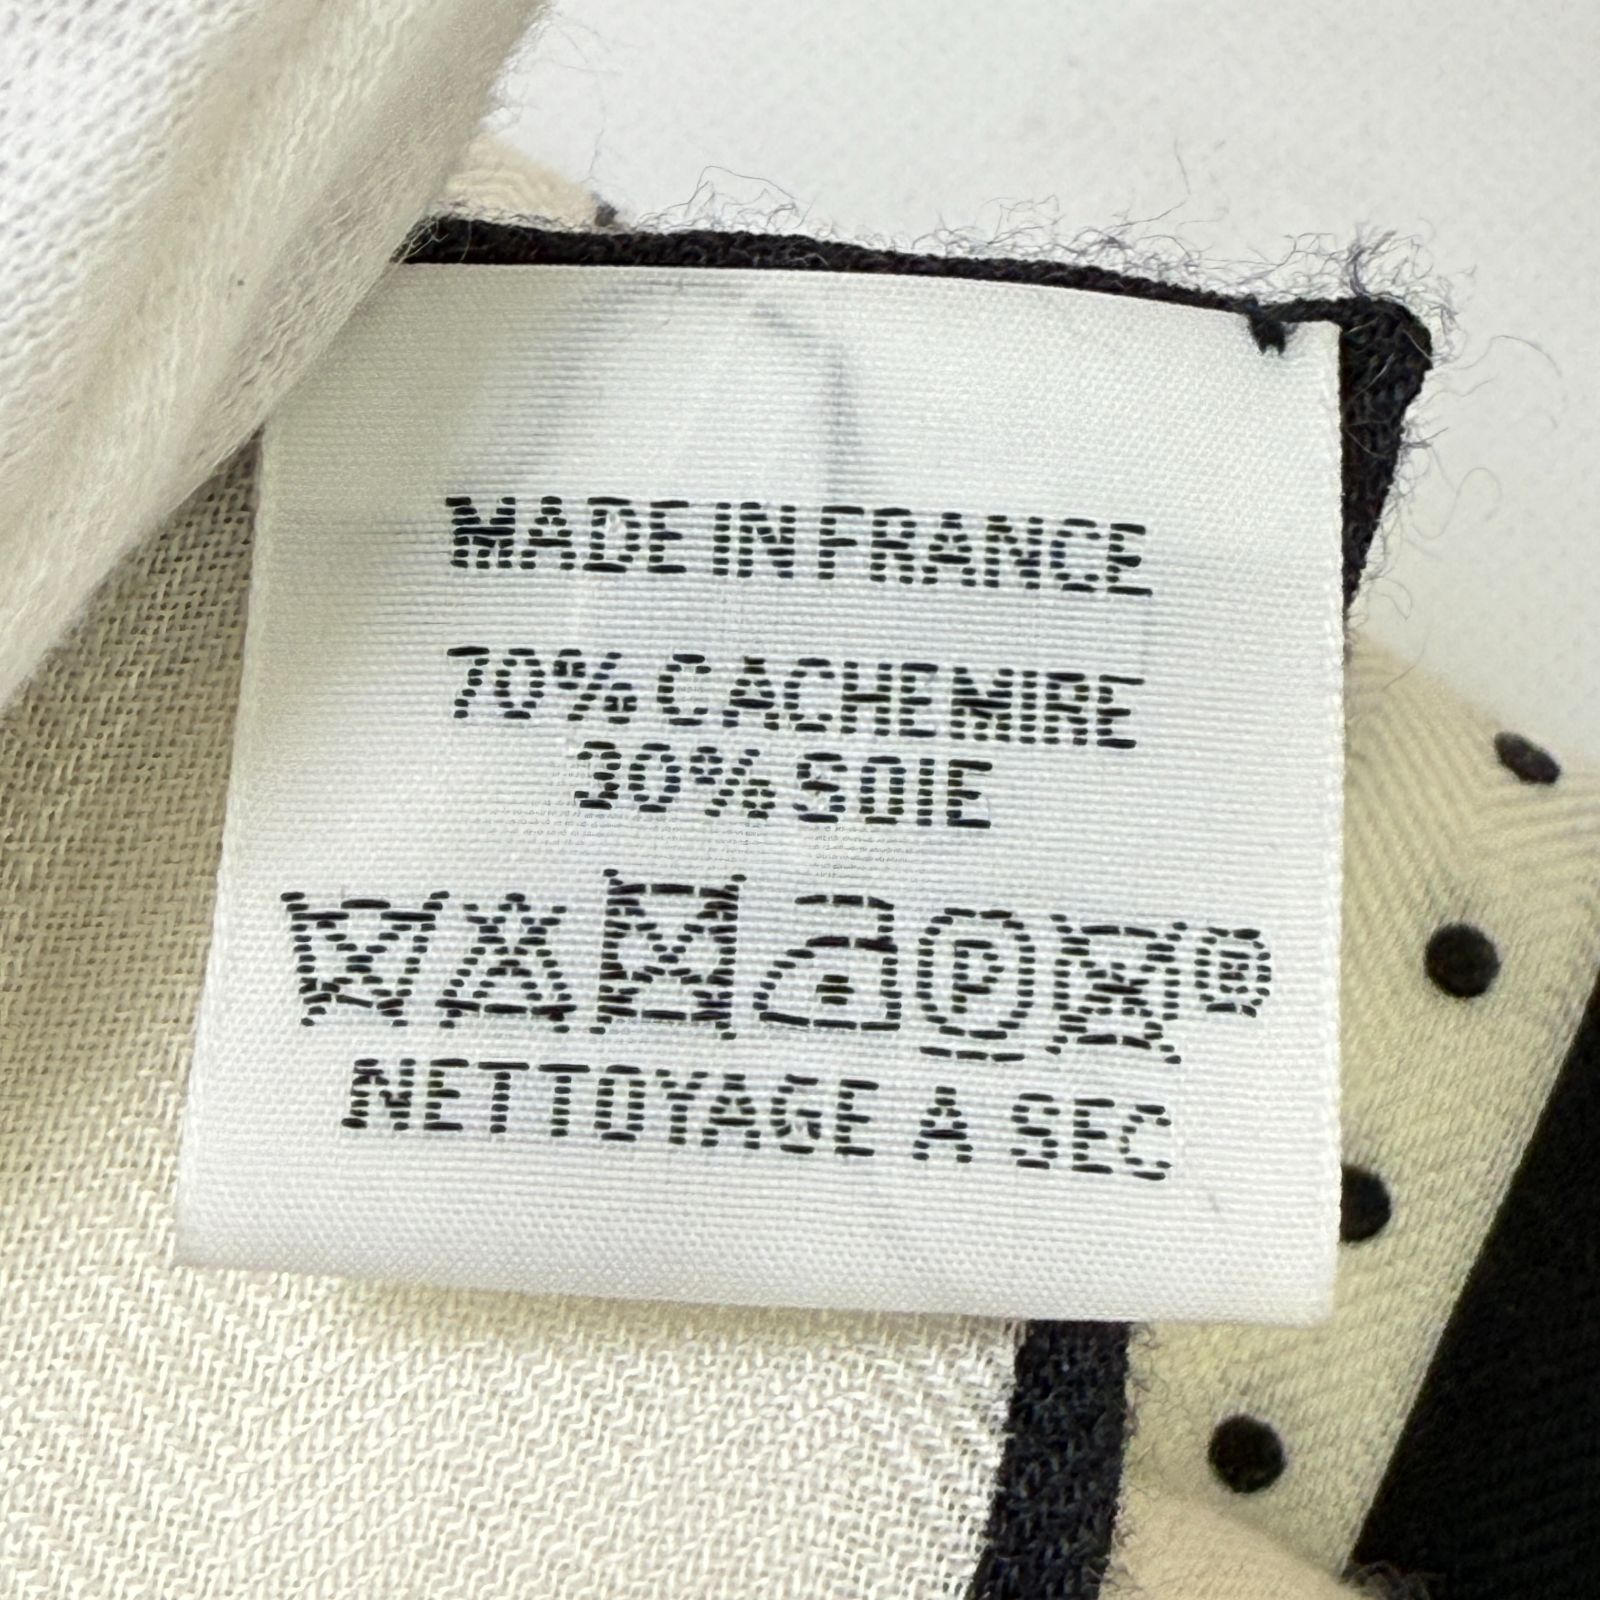 MADE IN FRANCE
70% CACHEMIRE
30% SOIE
P ®
NETTOYAGE A SEC